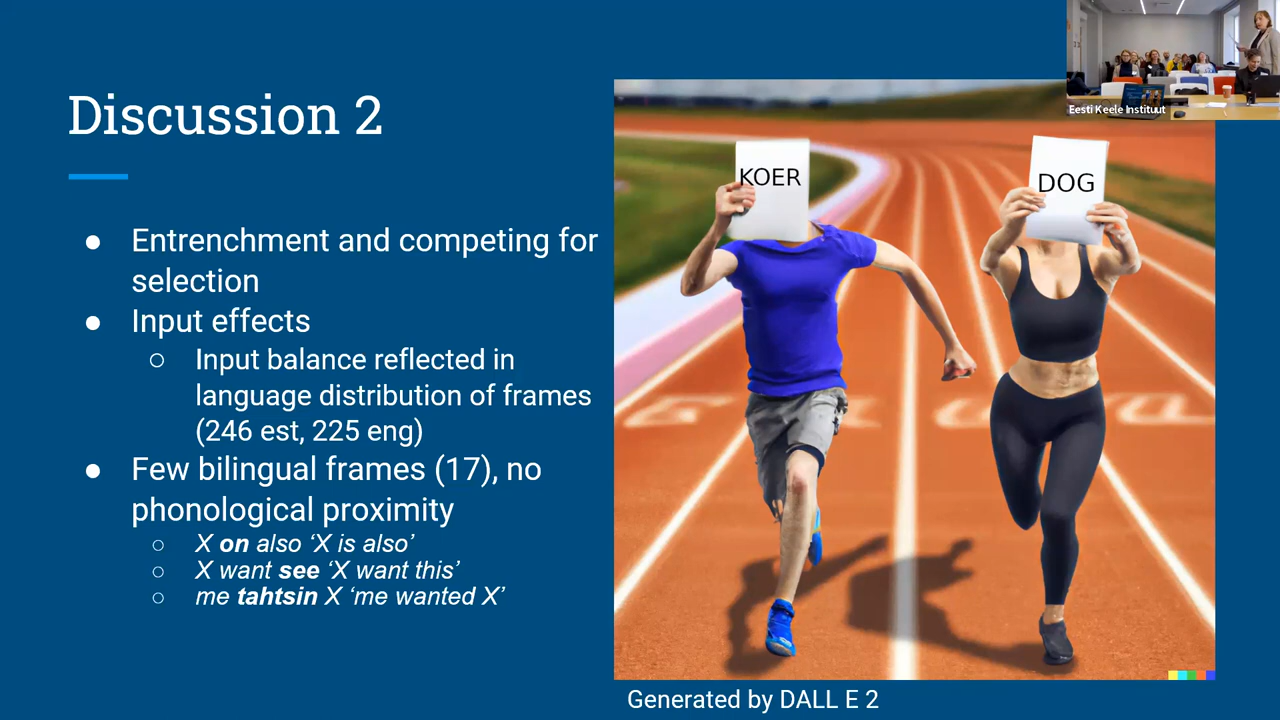 Eesti Keele Instituut
Discussion 2
● Entrenchment and competing for
selection
● Input effects
○ Input balance reflected in
language distribution of frames
(246 est, 225 eng)
● Few bilingual frames (17), no
phonological proximity
○ X on also ‘X is also’
○ X want see ‘X want this’
○ me tahtsin X ‘me wanted X’
KOER
DOG
Generated by DALL E 2